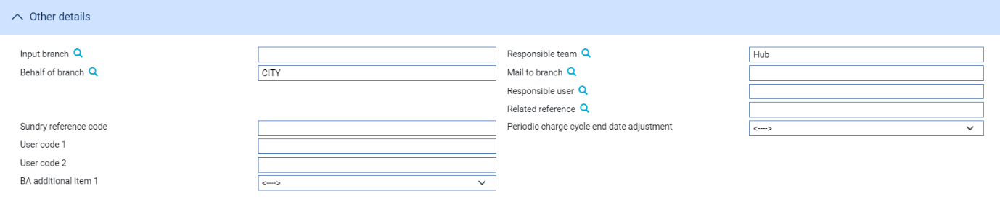 Other details
Input branch
Responsible team
Hub
Behalf of branch
CITY
Mail to branch
Responsible user
Related reference
Sundry reference code
Periodic charge cycle end date adjustment
<---->
User code 1
User code 2
BA additional item 1
<---->